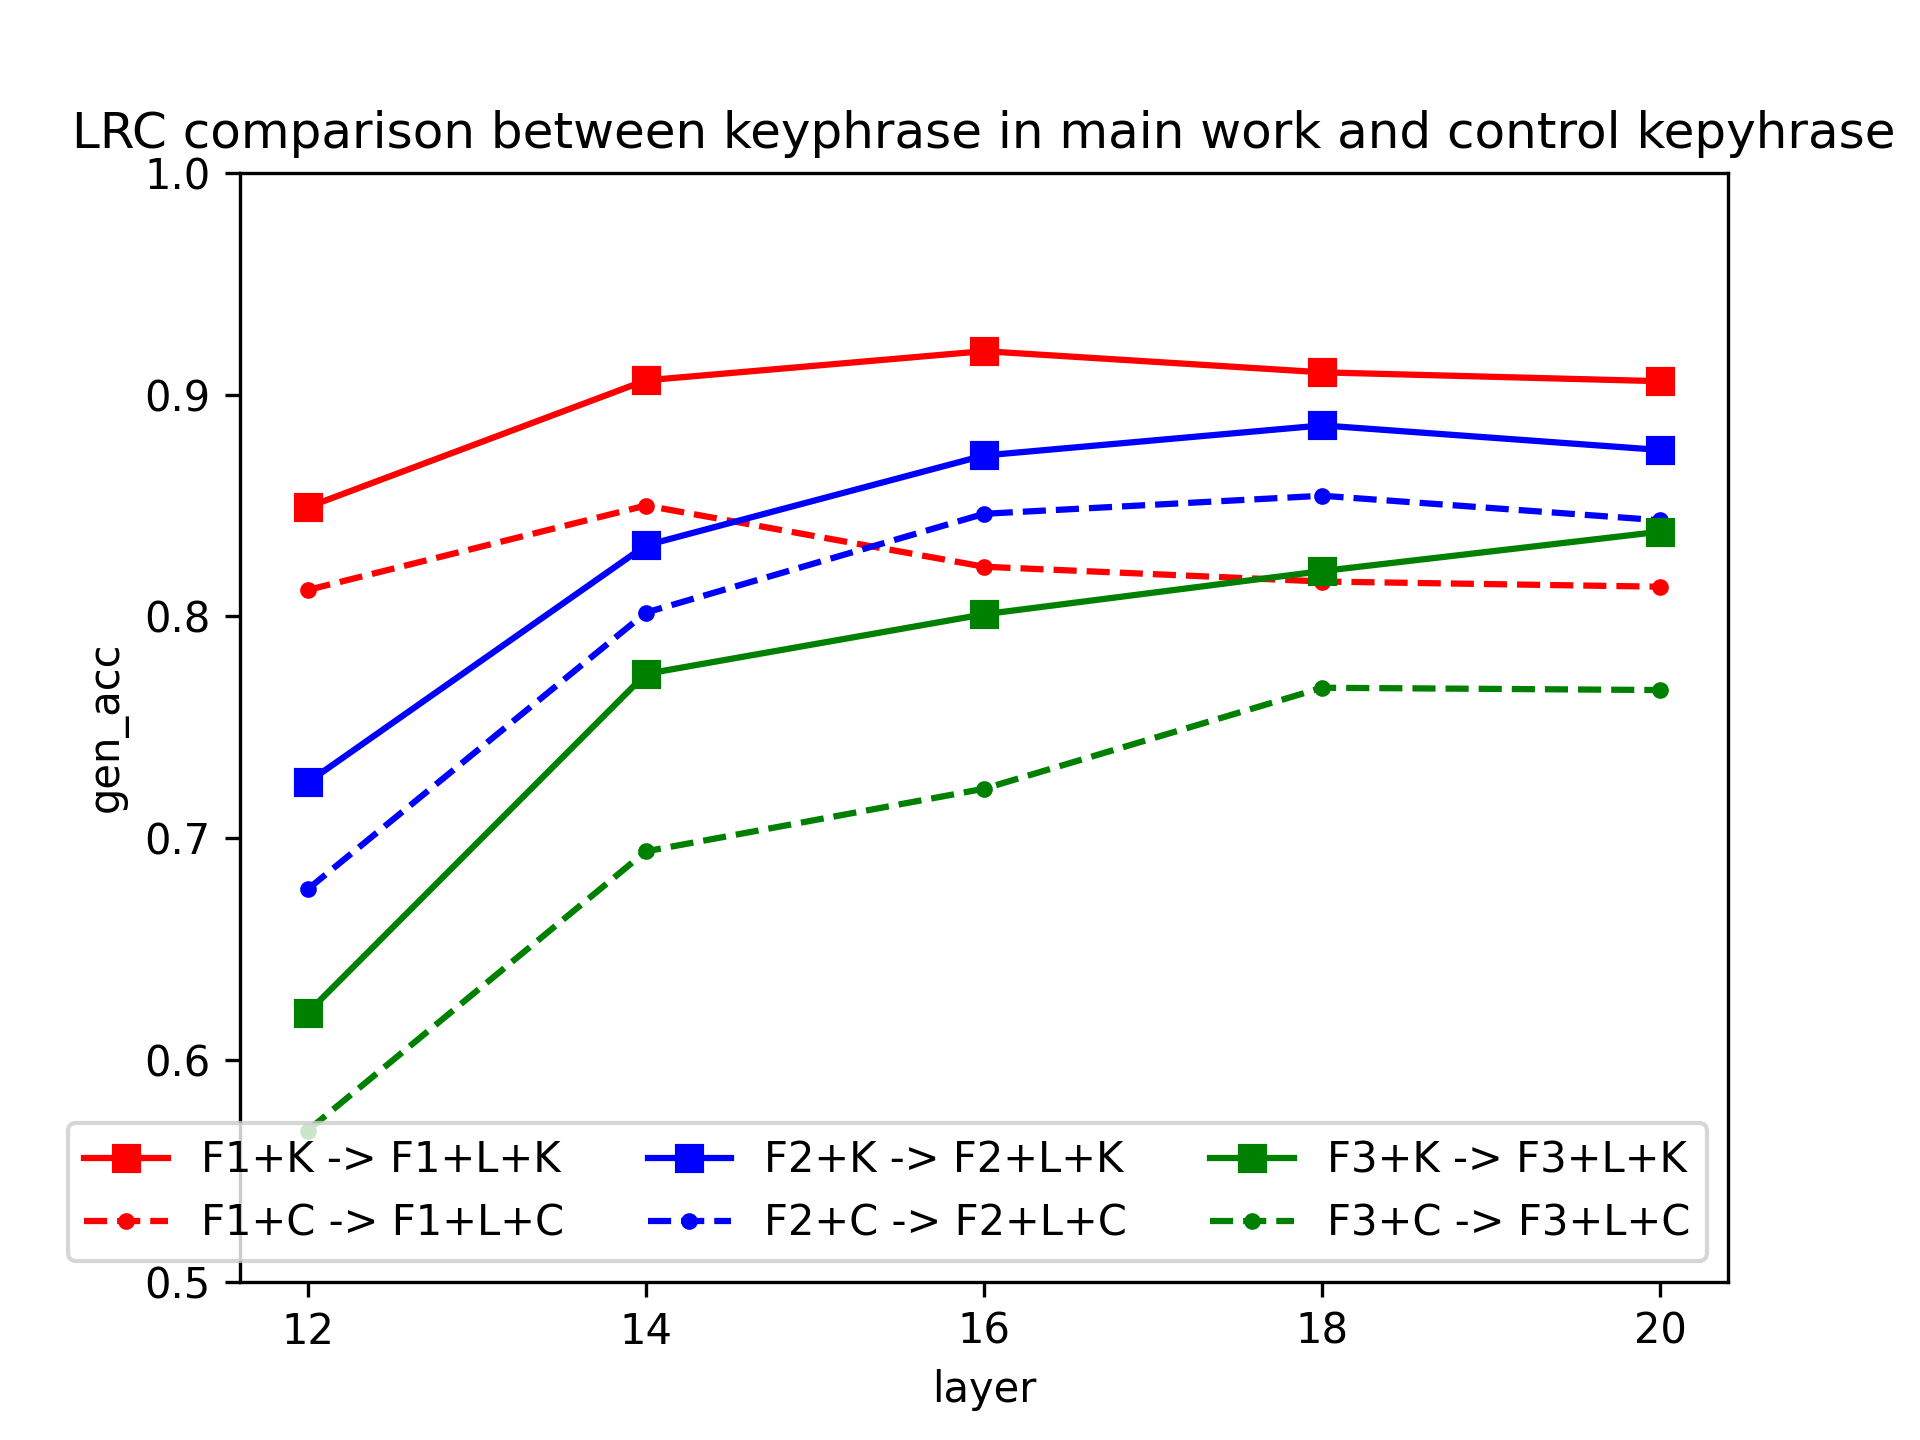 LRC comparison between keyphrase in main work and control kepyhrase
1.0
0.9
0.8
0.7
0.6
0.5
gen_acc
F1+K -> F1+L+K
F2+K -> F2+L+K
F3+K -> F3+L+K
F1+C -> F1+L+C
F2+C -> F2+L+C
F3+C -> F3+L+C
12 14 16 18 20
layer